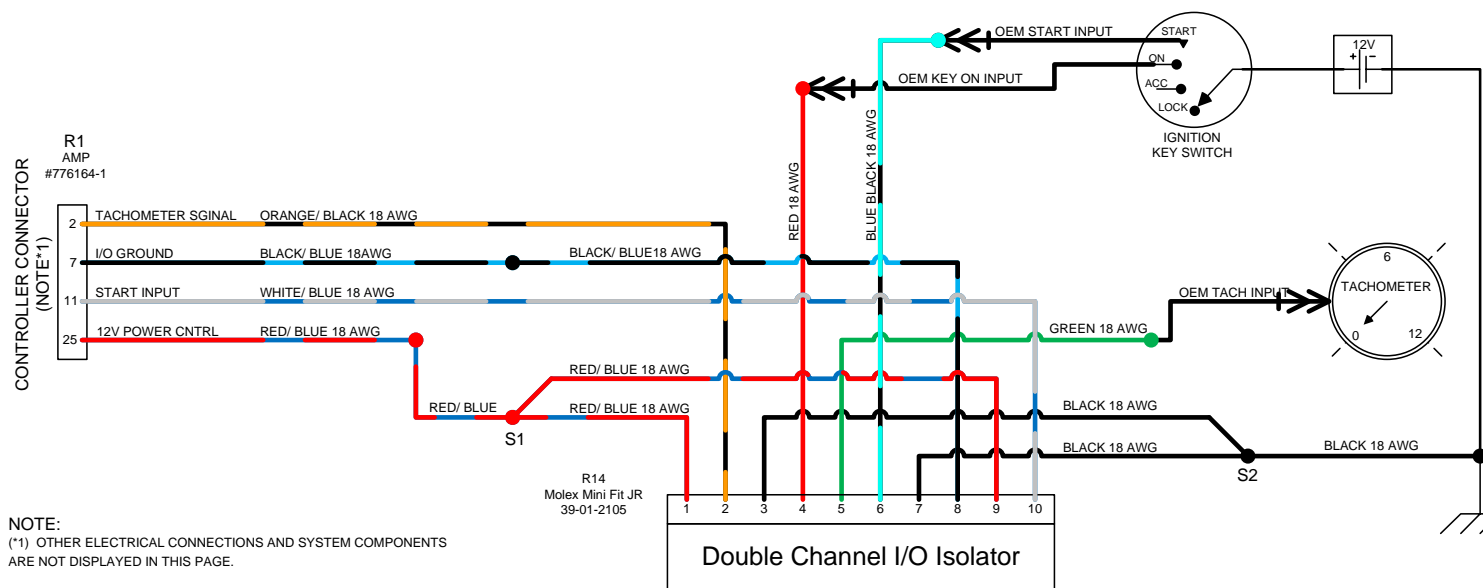 OEM START INPUT
START
12V
+ -
ON
OEM KEY ON INPUT
ACC
LOCK
IGNITION
KEY SWITCH
R1
AMP
#776164-1
CONTROLLER CONNECTOR
(NOTE*1)
RED 18 AWG
BLUE BLACK 18 AWG
2 TACHOMETER SGINAL ORANGE/ BLACK 18 AWG
7 I/O GROUND BLACK/ BLUE 18AWG BLACK/ BLUE18 AWG
11 START INPUT WHITE/ BLUE 18 AWG
25 12V POWER CNTRL RED/ BLUE 18 AWG
OEM TACH INPUT
GREEN 18 AWG
6
TACHOMETER
0 12
RED/ BLUE 18 AWG
RED/ BLUE
RED/ BLUE 18 AWG
S1
BLACK 18 AWG
BLACK 18 AWG
BLACK 18 AWG
S2
R14
Molex Mini Fit JR
39-01-2105
1 2 3 4 5 6 7 8 9 10
Double Channel I/O Isolator
NOTE:
(*1) OTHER ELECTRICAL CONNECTIONS AND SYSTEM COMPONENTS
ARE NOT DISPLAYED IN THIS PAGE.